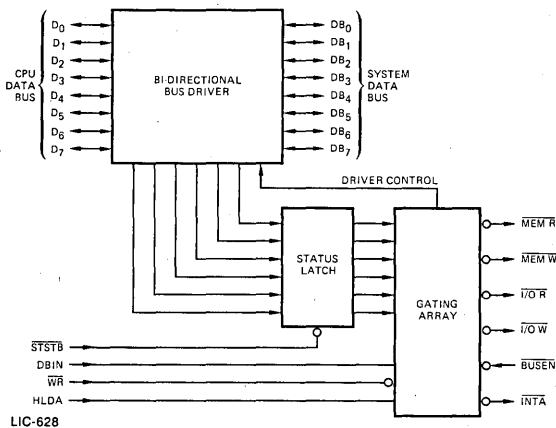 D0
D1
D2
D3
D4
D5
D6
D7
CPU
DATA
BUS
BI-DIRECTIONAL
BUS DRIVER
DB0
DB1
DB2
DB3
DB4
DB5
DB6
DB7
SYSTEM
DATA
BUS
DRIVER CONTROL
STATUS
LATCH
GATING
ARRAY
MEM R
MEM W
I/O R
I/O W
BUSEN
INTA
STSTB
DBIN
WR
HLDA
LIC-628